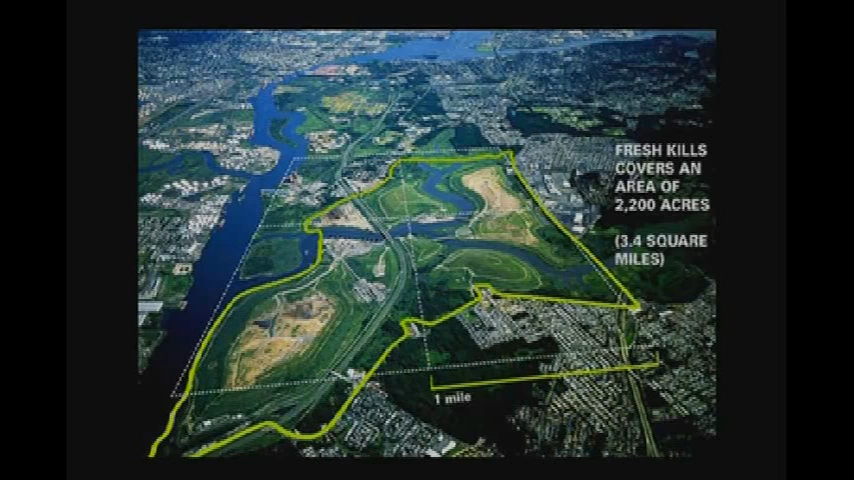 FRESH KILLS
COVERS AN
AREA OF
2,200 ACRES
(3.4 SQUARE
MILES)
1 mile